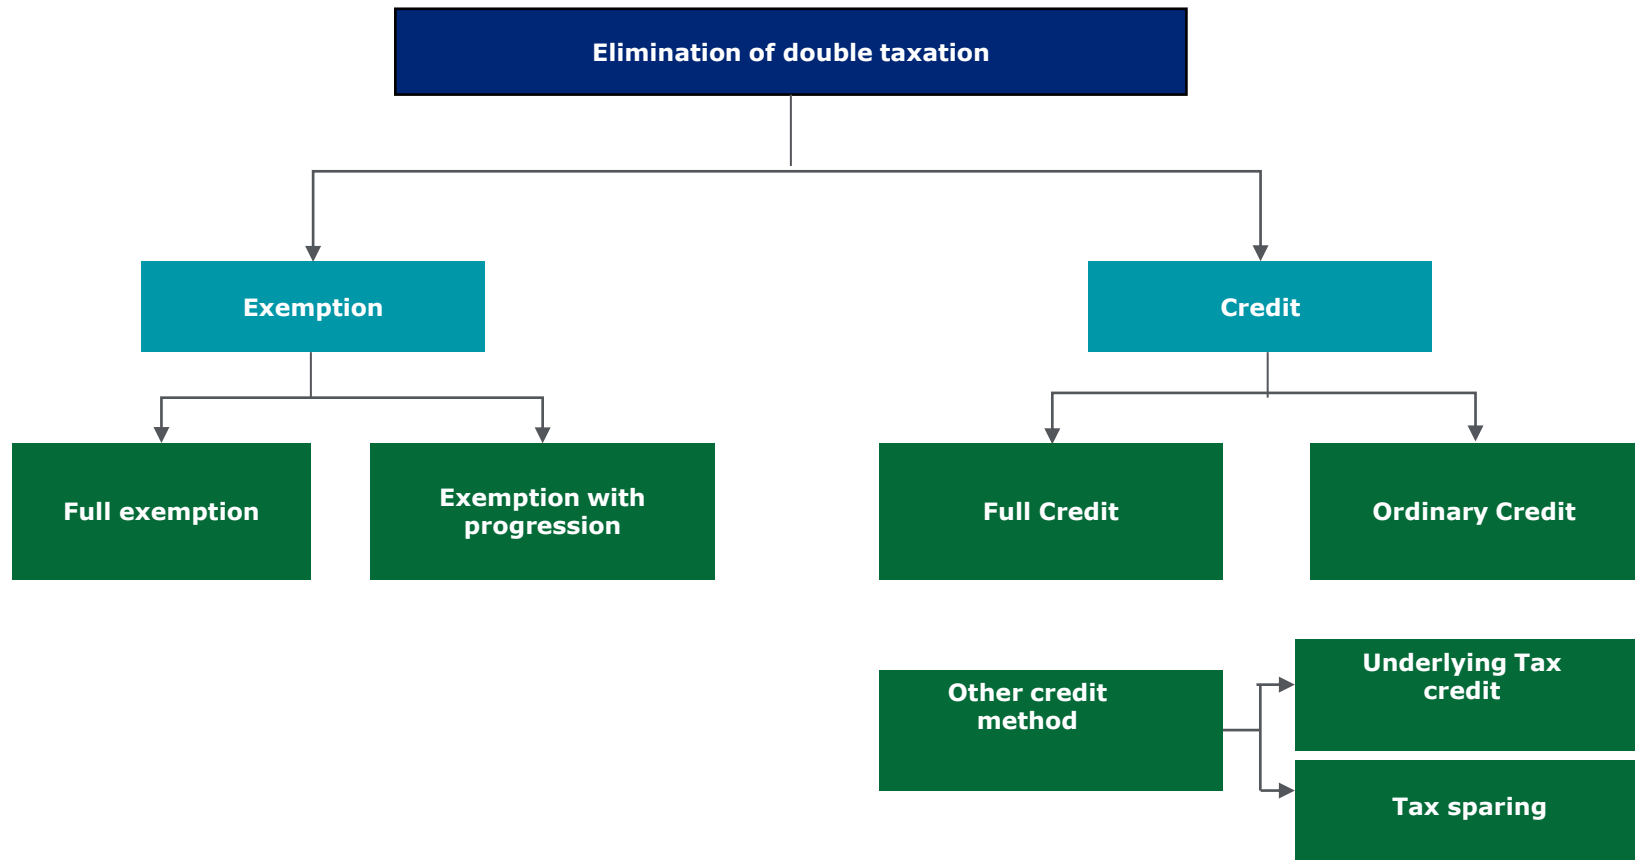 Elimination of double taxation
Exemption
Credit
Full exemption
Exemption with
progression
Full Credit
Ordinary Credit
Other credit
method
Underlying Tax
credit
Tax sparing